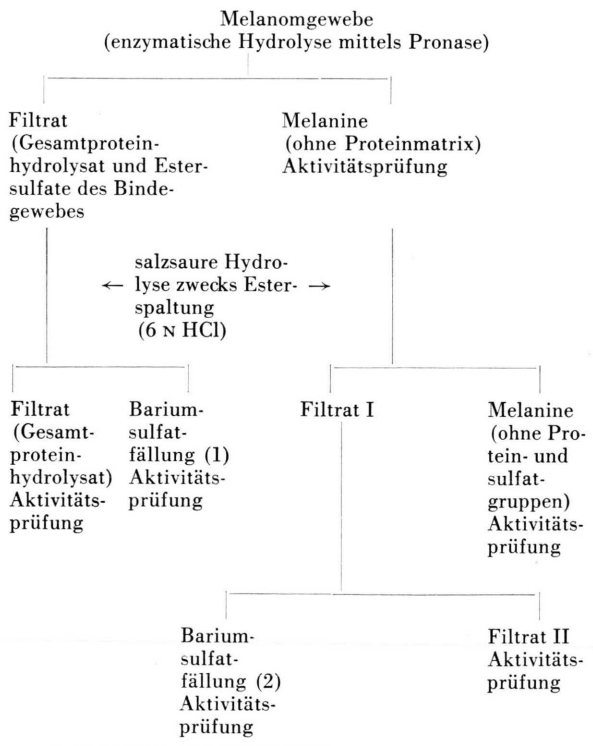 Melanomgewebe
(enzymatische Hydrolyse mittels Pronase)
Filtrat
(Gesamtprotein-
hydrolysat und Ester-
sulfate des Binde-
gewebes
Melanine
(ohne Proteinmatrix)
Aktivitätsprüfung
salzsaure Hydro-
← lyse zwecks Ester- →
spaltung
(6 N HCl)
Filtrat
(Gesamt-
protein-
hydrolysat)
Aktivitäts-
prüfung
Barium-
sulfat-
fällung (1)
Aktivitäts-
prüfung
Filtrat I
Melanine
(ohne Pro-
tein- und
sulfat-
gruppen)
Aktivitäts-
prüfung
Barium-
sulfat-
fällung (2)
Aktivitäts-
prüfung
Filtrat II
Aktivitäts-
prüfung